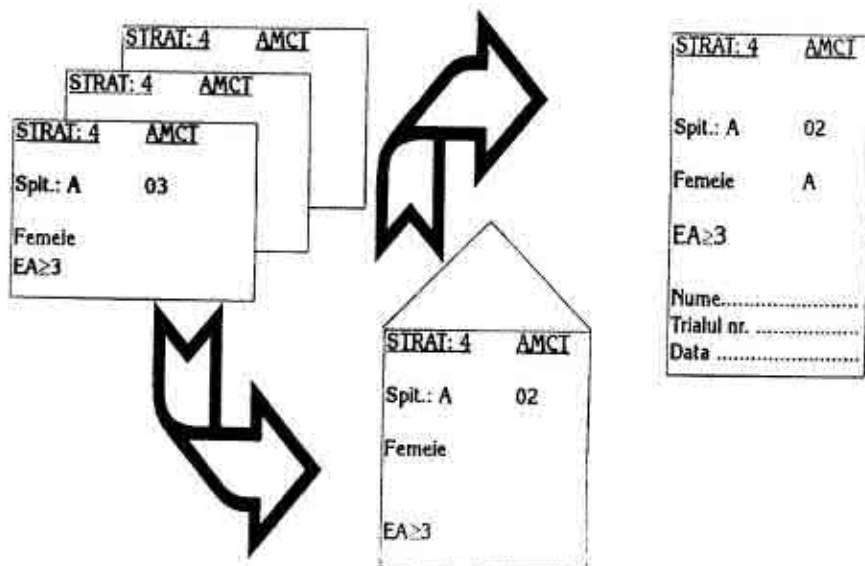 STRAT: 4 AMCT
STRAT: 4 AMCT
STRAT: 4 AMCT
Spit.: A 03
Femeie
EA≥3
STRAT: 4 AMCT
Spit.: A 02
Femeie
EA≥3
STRAT: 4 AMCT
Spit.: A 02
Femeie A
EA≥3
Nume..............................
Trialul nr. .......................
Data ..............................